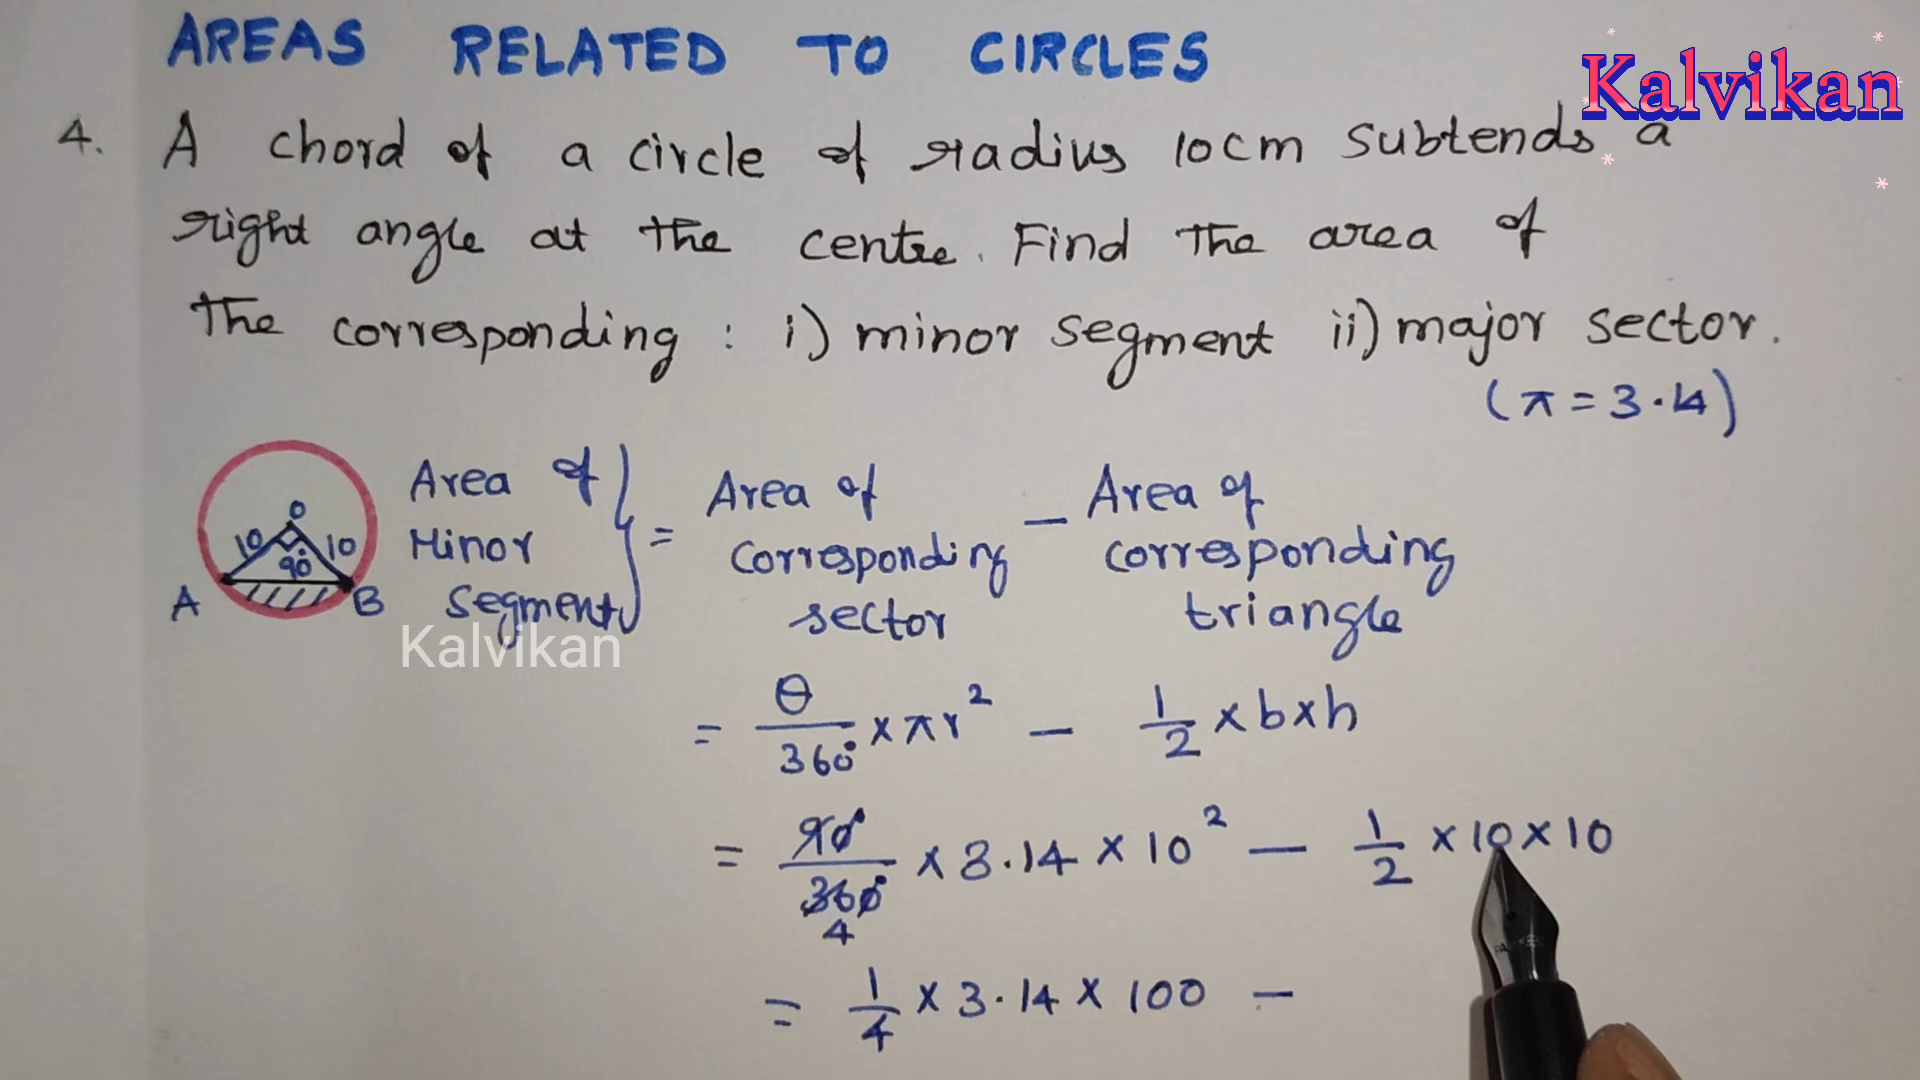 AREAS RELATED TO CIRCLES
Kalvikan
4. A chord of a circle of radius 10cm subtends a
right angle at the centre. Find the area of
the corresponding : i) minor segment ii) major sector.
(π = 3.14)
O
10 10
90°
A B
Area of Minor segment } = Area of corresponding sector — Area of corresponding triangle
Kalvikan
= θ/360° × πr² — 1/2 × b×h
= 90°/360° × 3.14 × 10² — 1/2 × 10 × 10
4
= 1/4 × 3.14 × 100 —